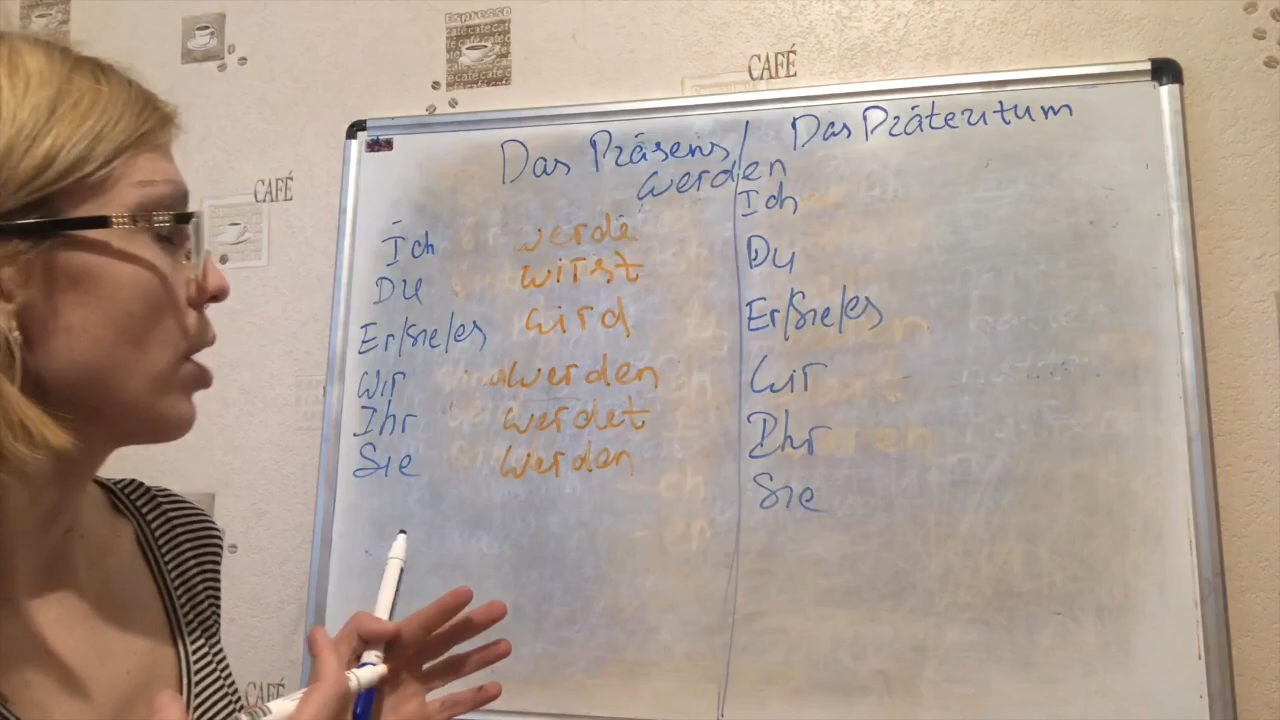 Espresso
CAFÉ
CAFÉ
CAFÉ
Das Präsens / Das Präteritum
werden
Ich werde
Du wirst
Er/sie/es wird
Wir werden
Ihr werdet
Sie werden
Ich
Du
Er/Sie/es
Wir
Ihr
Sie